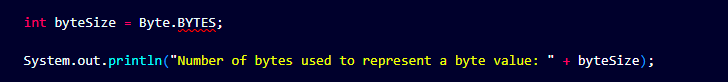 int byteSize = Byte.BYTES;
System.out.println("Number of bytes used to represent a byte value: " + byteSize);